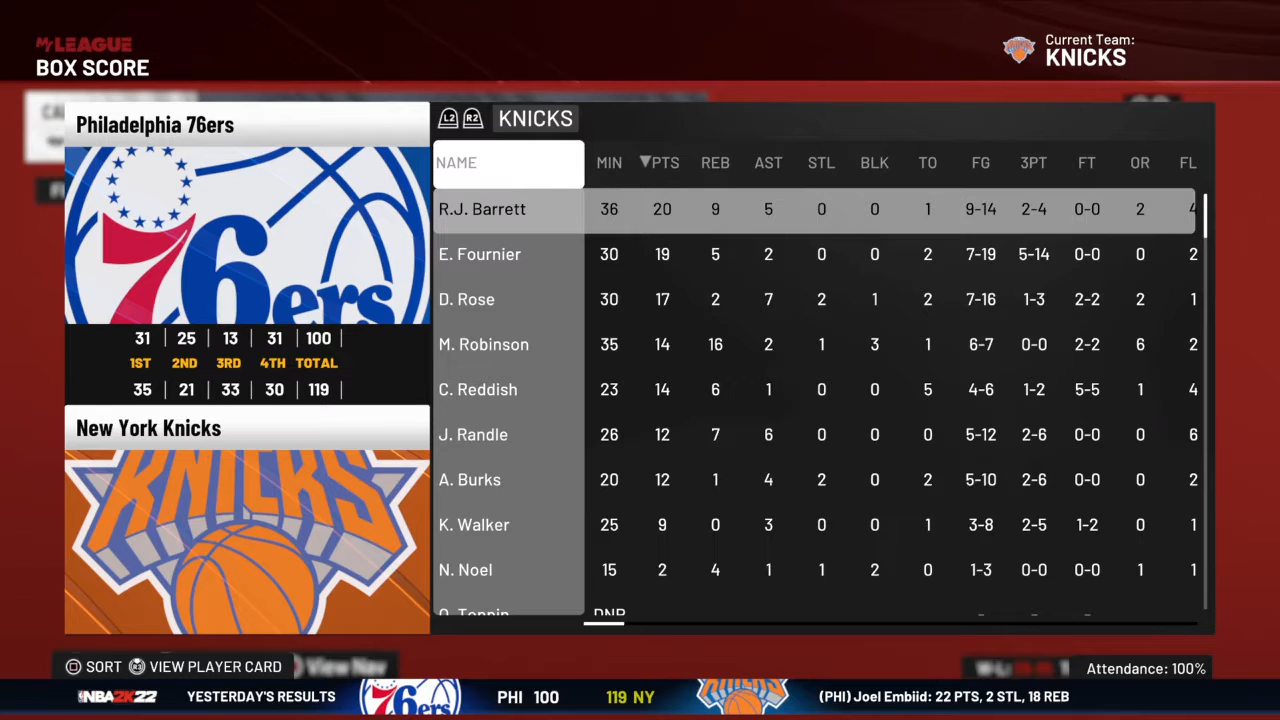 MyLEAGUE
BOX SCORE
Current Team:
KNICKS
Philadelphia 76ers
76ers
31 | 25 | 13 | 31 | 100 |
1ST 2ND 3RD 4TH TOTAL
35 | 21 | 33 | 30 | 119 |
New York Knicks
KNICKS
L2 R2 KNICKS
NAME MIN ▼PTS REB AST STL BLK TO FG 3PT FT OR FL
R.J. Barrett 36 20 9 5 0 0 1 9-14 2-4 0-0 2 4
E. Fournier 30 19 5 2 0 0 2 7-19 5-14 0-0 0 2
D. Rose 30 17 2 7 2 1 2 7-16 1-3 2-2 2 1
M. Robinson 35 14 16 2 1 3 1 6-7 0-0 2-2 6 2
C. Reddish 23 14 6 1 0 0 5 4-6 1-2 5-5 1 4
J. Randle 26 12 7 6 0 0 0 5-12 2-6 0-0 0 6
A. Burks 20 12 1 4 2 0 2 5-10 2-6 0-0 0 2
K. Walker 25 9 0 3 0 0 1 3-8 2-5 1-2 0 1
N. Noel 15 2 4 1 1 2 0 1-3 0-0 0-0 1 1
O. Toppin DNP - - -
SORT R3 VIEW PLAYER CARD
View Nav
Attendance: 100%
NBA2K22 YESTERDAY'S RESULTS 76ers PHI 100 119 NY KNICKS (PHI) Joel Embiid: 22 PTS, 2 STL, 18 REB